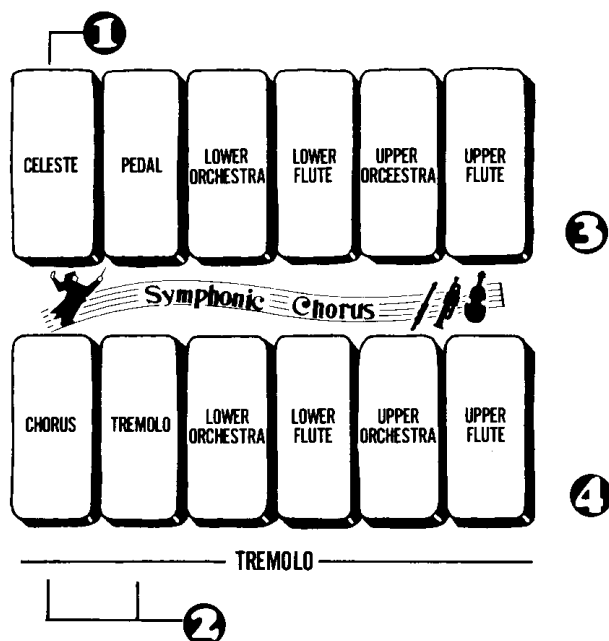 1
CELESTE
PEDAL
LOWER
ORCHESTRA
LOWER
FLUTE
UPPER
ORCEESTRA
UPPER
FLUTE
3
Symphonic Chorus
CHORUS
TREMOLO
LOWER
ORCHESTRA
LOWER
FLUTE
UPPER
ORCHESTRA
UPPER
FLUTE
4
TREMOLO
2